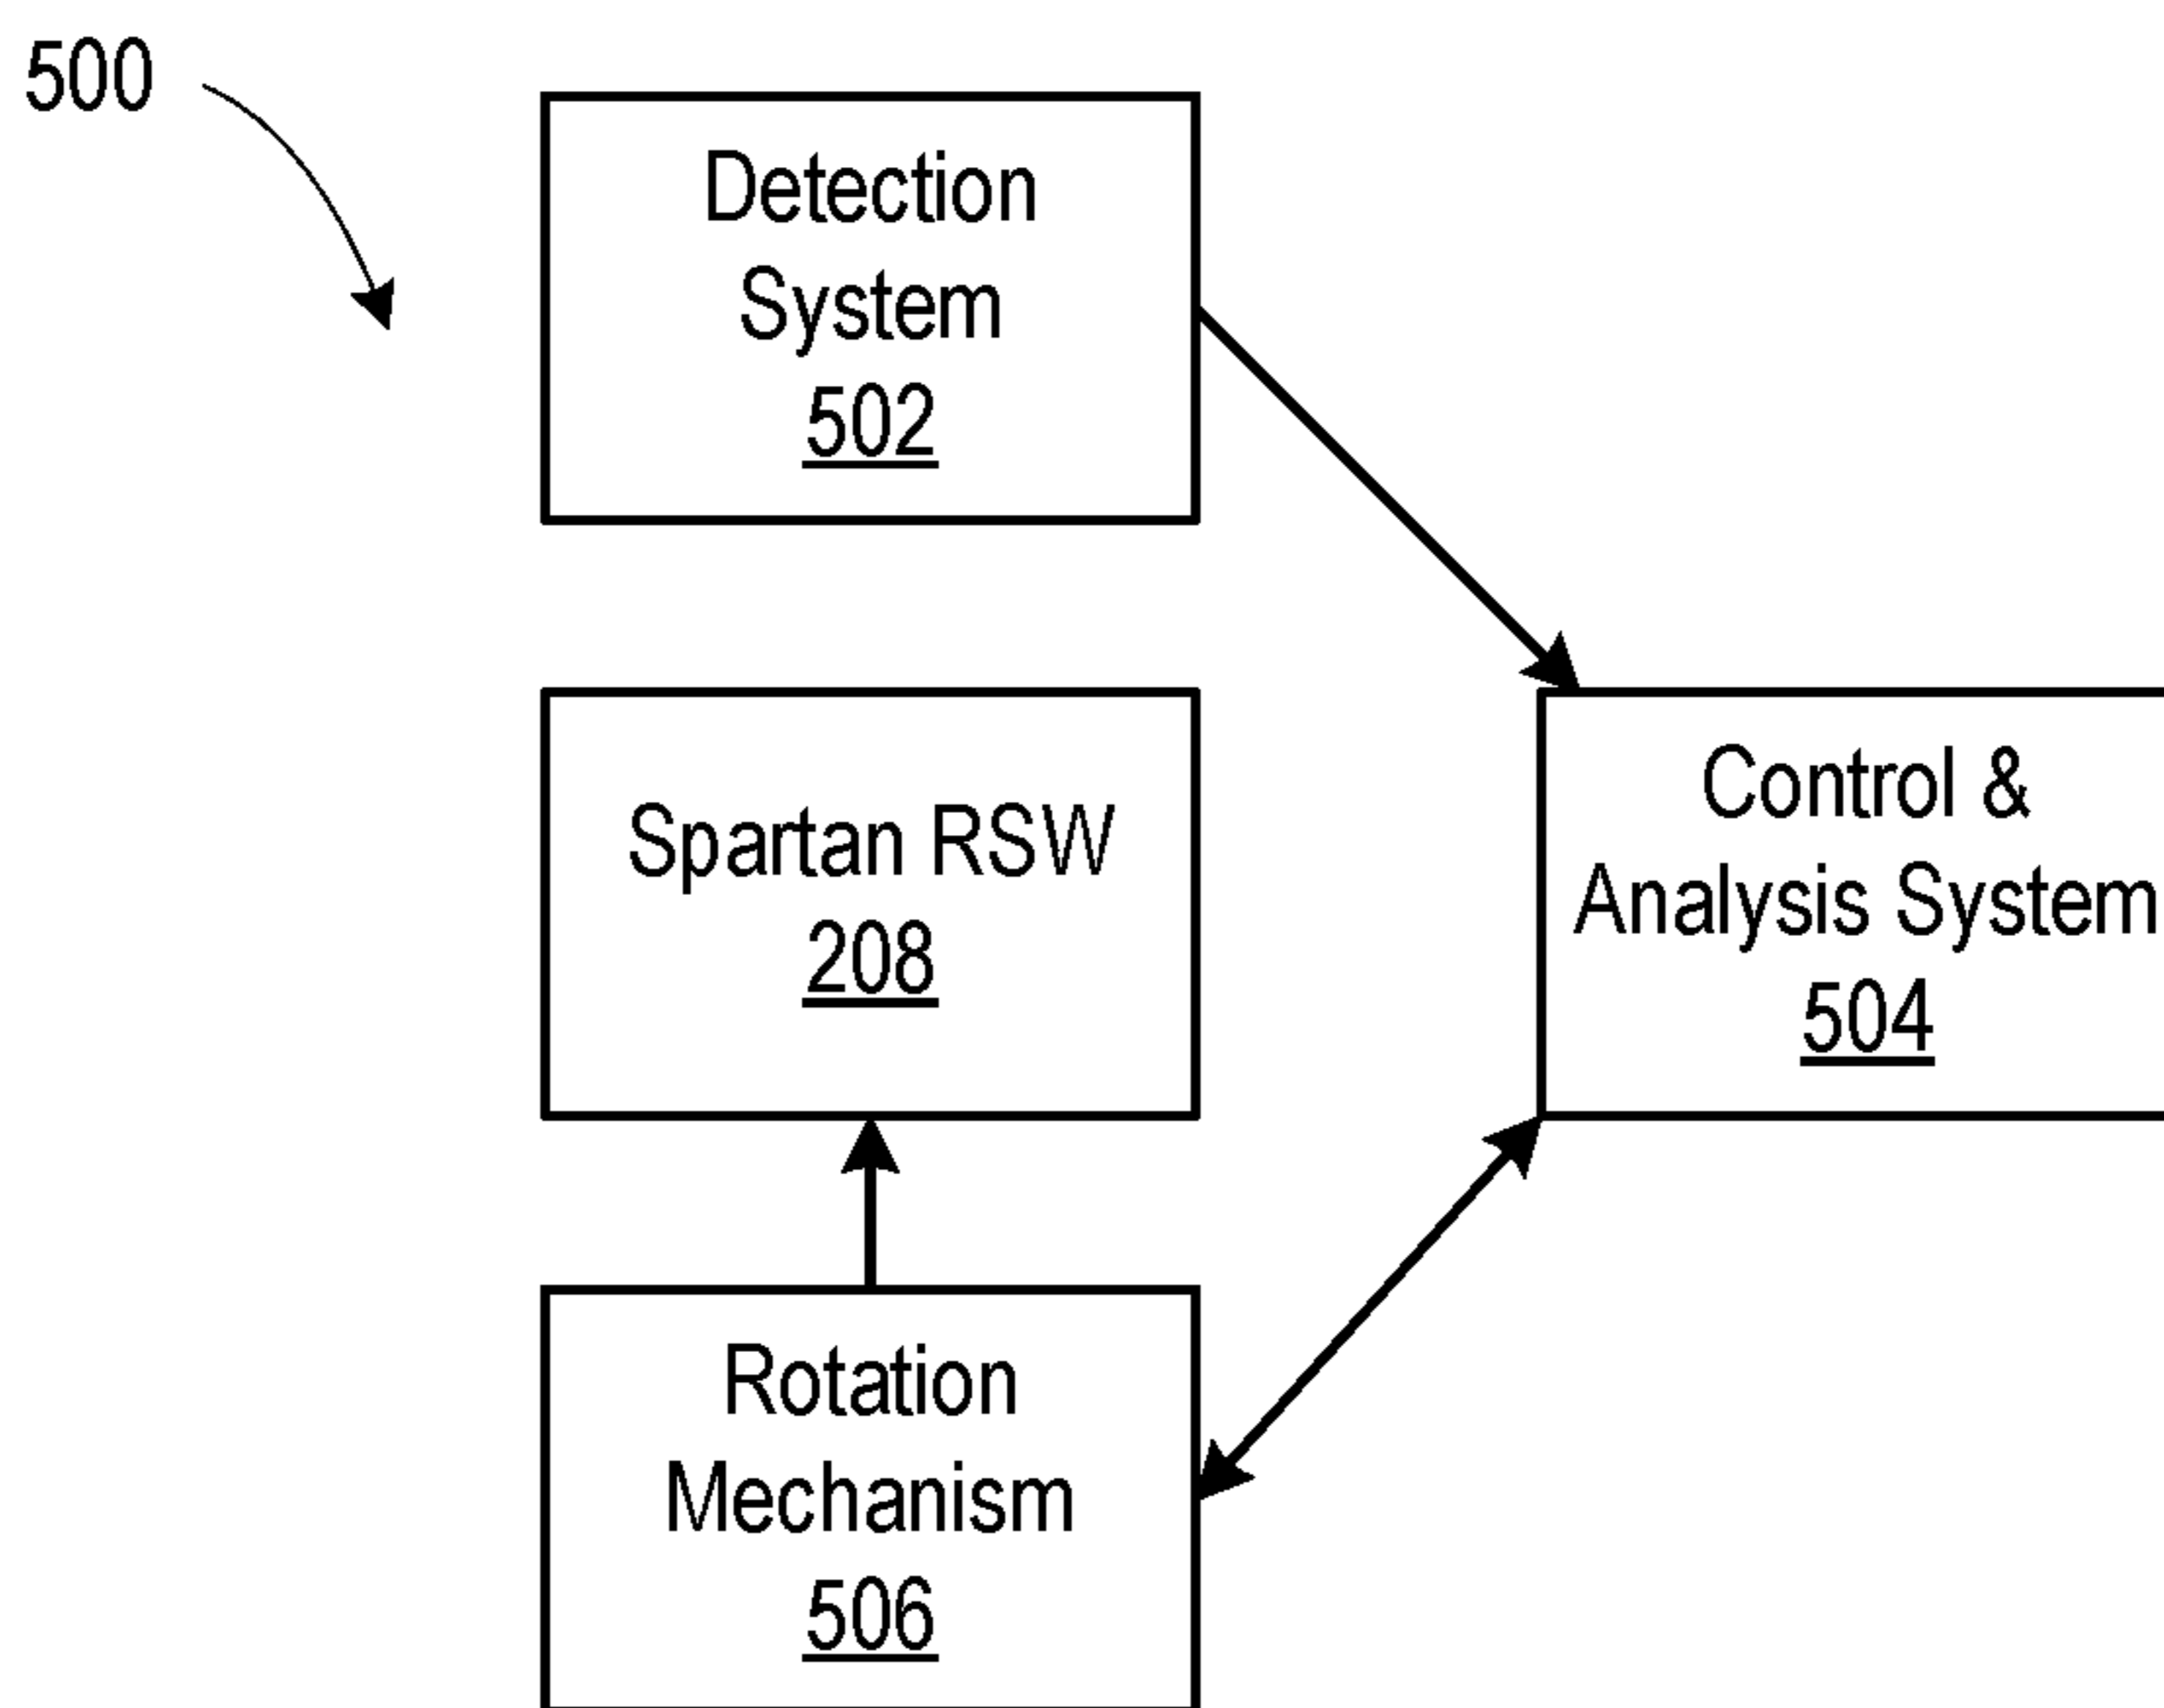 500
Detection
System
502
Spartan RSW
208
Control &
Analysis System
504
Rotation
Mechanism
506